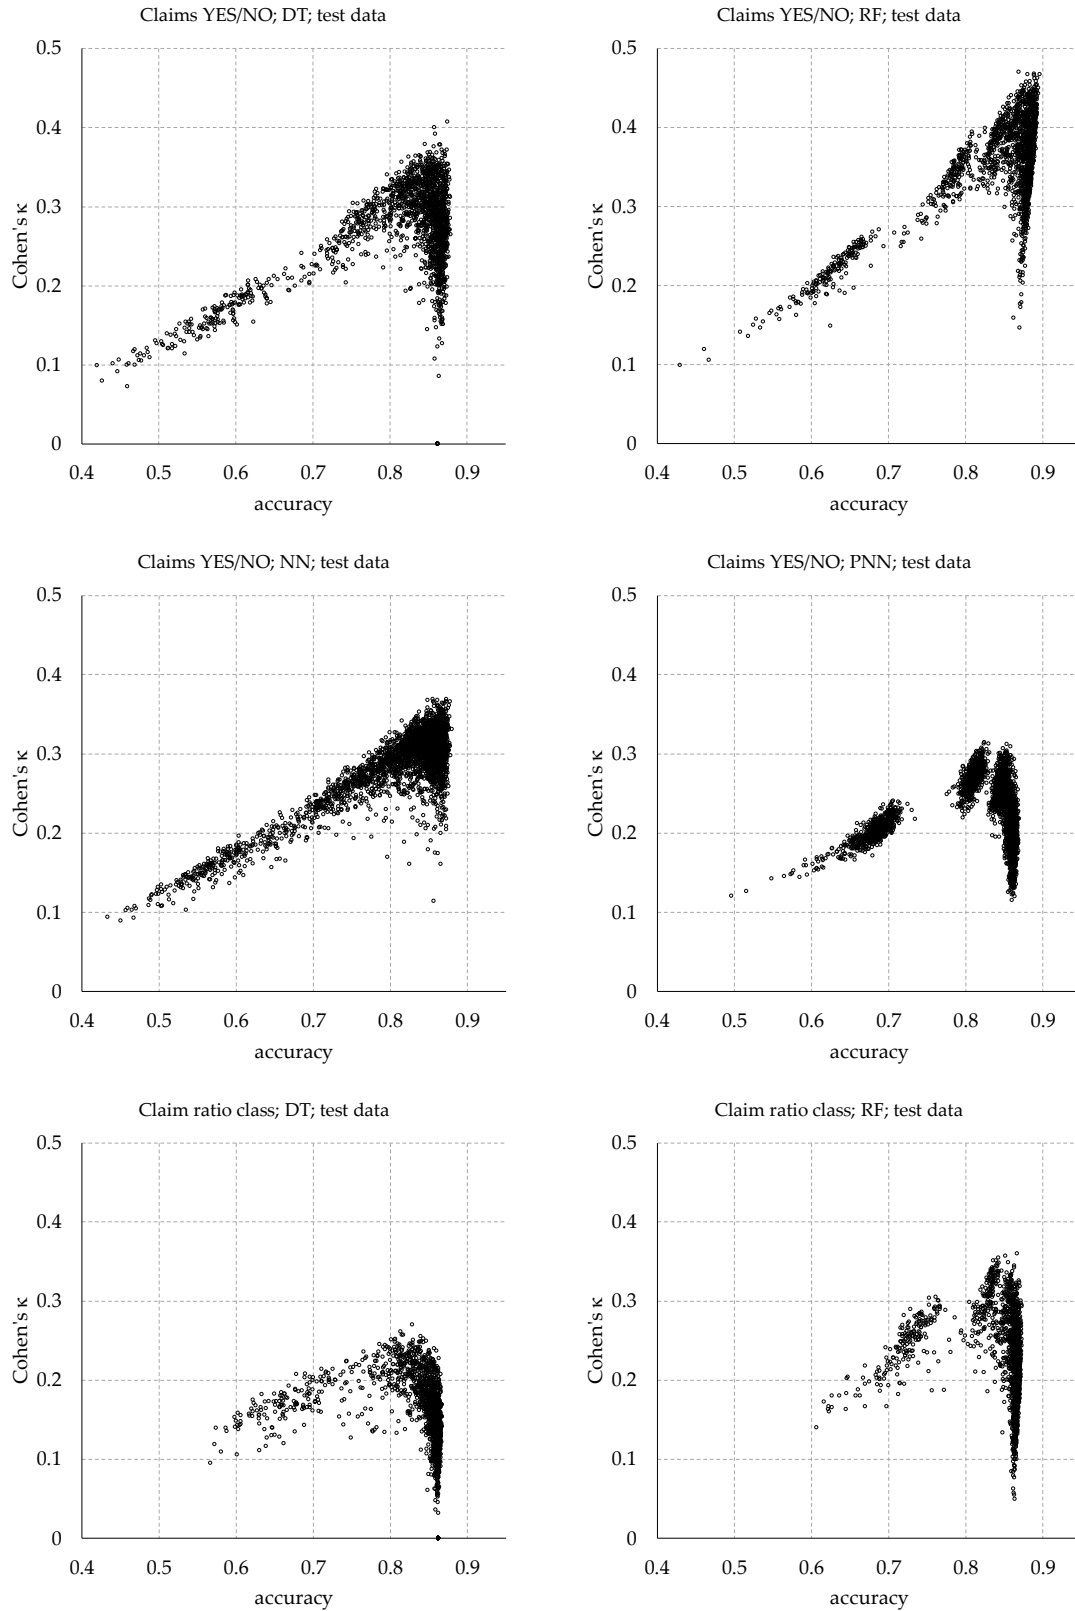 Claims YES/NO; DT; test data
0.5
0.4
0.3
0.2
0.1
0
Cohen's κ
0.4 0.5 0.6 0.7 0.8 0.9
accuracy
Claims YES/NO; RF; test data
0.5
0.4
0.3
0.2
0.1
0
Cohen's κ
0.4 0.5 0.6 0.7 0.8 0.9
accuracy
Claims YES/NO; NN; test data
0.5
0.4
0.3
0.2
0.1
0
Cohen's κ
0.4 0.5 0.6 0.7 0.8 0.9
accuracy
Claims YES/NO; PNN; test data
0.5
0.4
0.3
0.2
0.1
0
Cohen's κ
0.4 0.5 0.6 0.7 0.8 0.9
accuracy
Claim ratio class; DT; test data
0.5
0.4
0.3
0.2
0.1
0
Cohen's κ
0.4 0.5 0.6 0.7 0.8 0.9
accuracy
Claim ratio class; RF; test data
0.5
0.4
0.3
0.2
0.1
0
Cohen's κ
0.4 0.5 0.6 0.7 0.8 0.9
accuracy